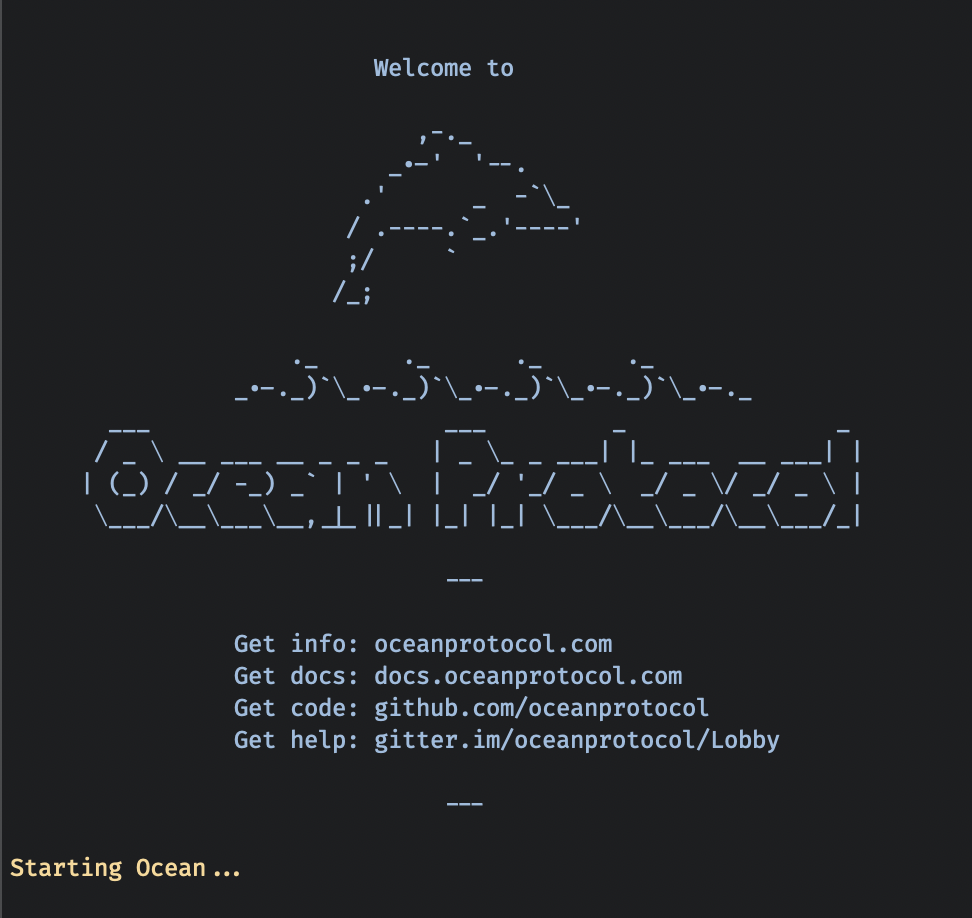 Welcome to
Ocean Protocol
---
Get info: oceanprotocol.com
Get docs: docs.oceanprotocol.com
Get code: github.com/oceanprotocol
Get help: gitter.im/oceanprotocol/Lobby
---
Starting Ocean...